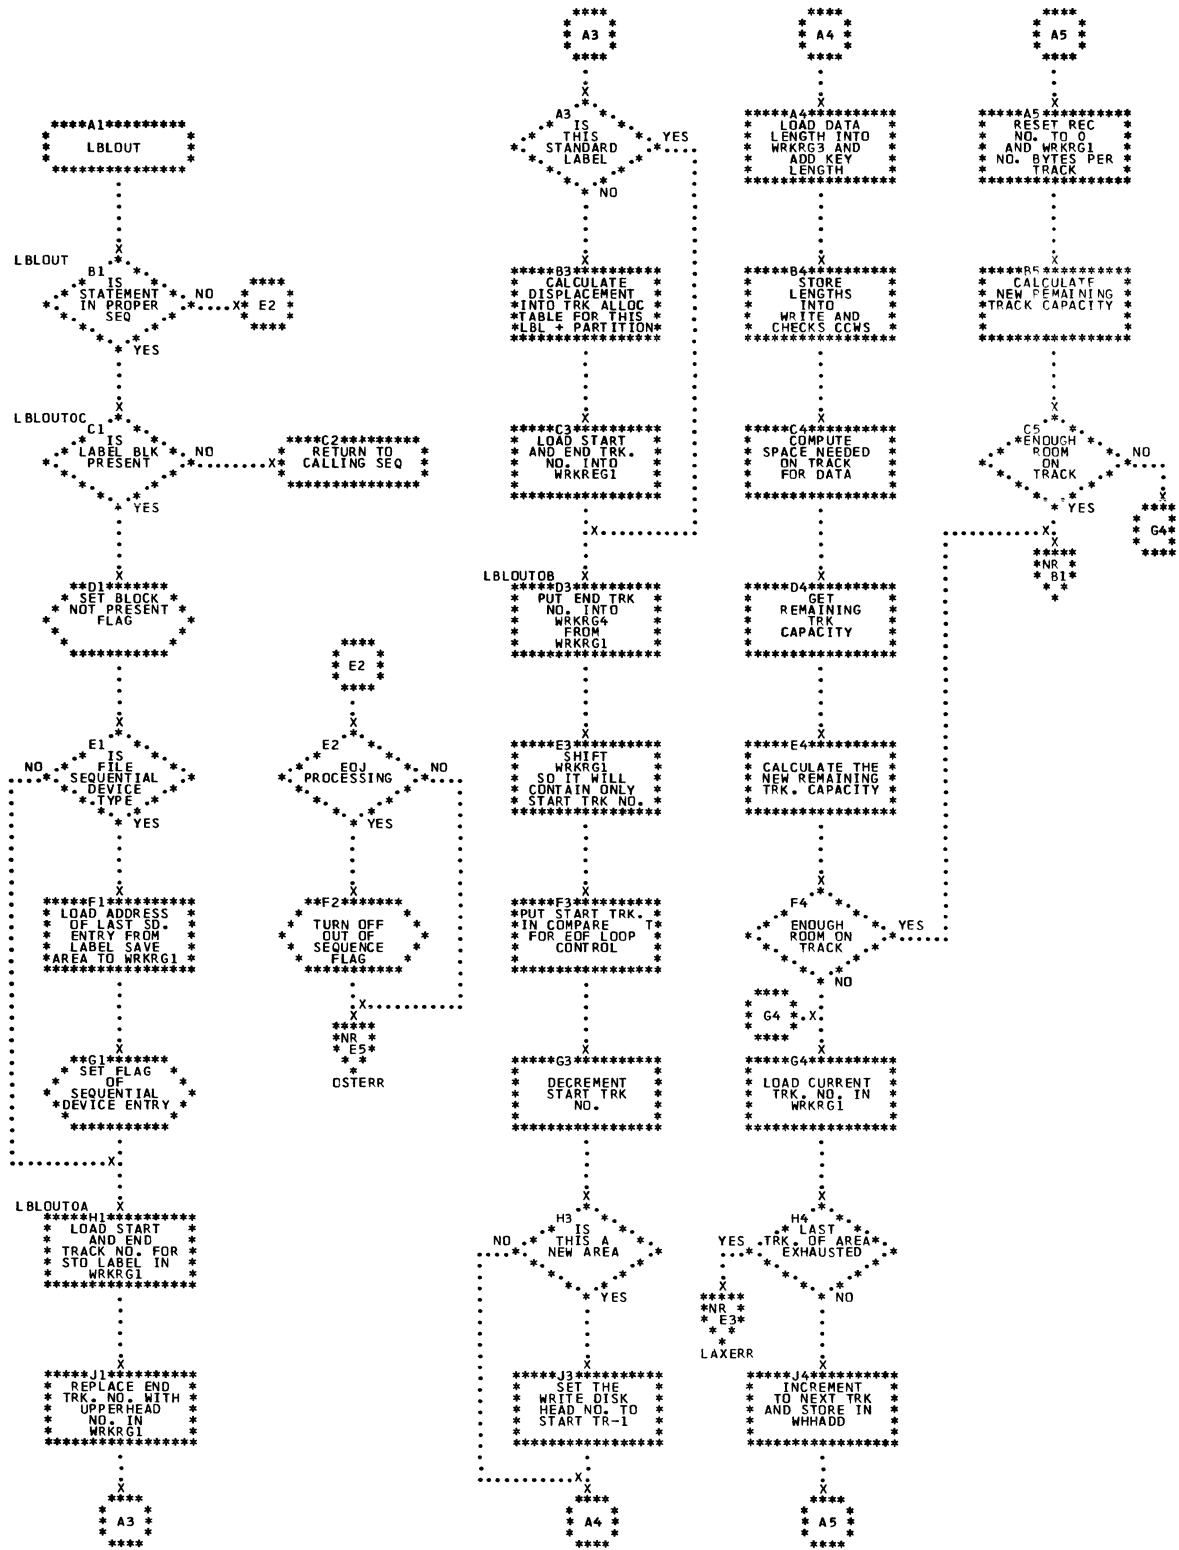 A1
LBLOUT
LBLOUT
B1
IS
STATEMENT
IN PROPER
SEQ
NO
E2
YES
LBLOUTOC
C1
IS
LABEL BLK
PRESENT
NO
C2
RETURN TO
CALLING SEQ
YES
D1
SET BLOCK
NOT PRESENT
FLAG
E1
IS
FILE
SEQUENTIAL
DEVICE
TYPE
NO
YES
F1
LOAD ADDRESS
OF LAST SD.
ENTRY FROM
LABEL SAVE
AREA TO WRKRG1
G1
SET FLAG
OF
SEQUENTIAL
DEVICE ENTRY
LBLOUTOA
H1
LOAD START
AND END
TRACK NO. FOR
STO LABEL IN
WRKRG1
J1
REPLACE END
TRK. NO. WITH
UPPERHEAD
NO. IN
WRKRG1
A3
E2
E2
EOJ
PROCESSING
NO
YES
F2
TURN OFF
OUT OF
SEQUENCE
FLAG
NR
E5
OSTERR
A3
A3
IS
THIS
STANDARD
LABEL
YES
NO
B3
CALCULATE
DISPLACEMENT
INTO TRK ALLOC
TABLE FOR THIS
LBL + PARTITION
C3
LOAD START
AND END TRK.
NO. INTO
WRKREG1
LBLOUTOB
D3
PUT END TRK
NO. INTO
WRKRG4
FROM
WRKRG1
E3
SHIFT
WRKRG1
SO IT WILL
CONTAIN ONLY
START TRK NO.
F3
PUT START TRK.
IN COMPARE T
FOR EOF LOOP
CONTROL
G3
DECREMENT
START TRK
NO.
H3
IS
THIS A
NEW AREA
NO
YES
J3
SET THE
WRITE DISK
HEAD NO. TO
START TR-1
A4
A4
A4
LOAD DATA
LENGTH INTO
WRKRG3 AND
ADD KEY
LENGTH
B4
STORE
LENGTHS
INTO
WRITE AND
CHECKS CCWS
C4
COMPUTE
SPACE NEEDED
ON TRACK
FOR DATA
D4
GET
REMAINING
TRK
CAPACITY
E4
CALCULATE THE
NEW REMAINING
TRK. CAPACITY
F4
ENOUGH
ROOM ON
TRACK
YES
NO
G4
G4
LOAD CURRENT
TRK. NO. IN
WRKRG1
H4
LAST
TRK. OF AREA
EXHAUSTED
YES
NO
NR
E3
LAXERR
J4
INCREMENT
TO NEXT TRK
AND STORE IN
WHHADD
A5
A5
A5
RESET REC
NO. TO 0
AND WRKRG1
NO. BYTES PER
TRACK
B5
CALCULATE
NEW REMAINING
TRACK CAPACITY
C5
ENOUGH
ROOM
ON
TRACK
NO
YES
G4
NR
B1